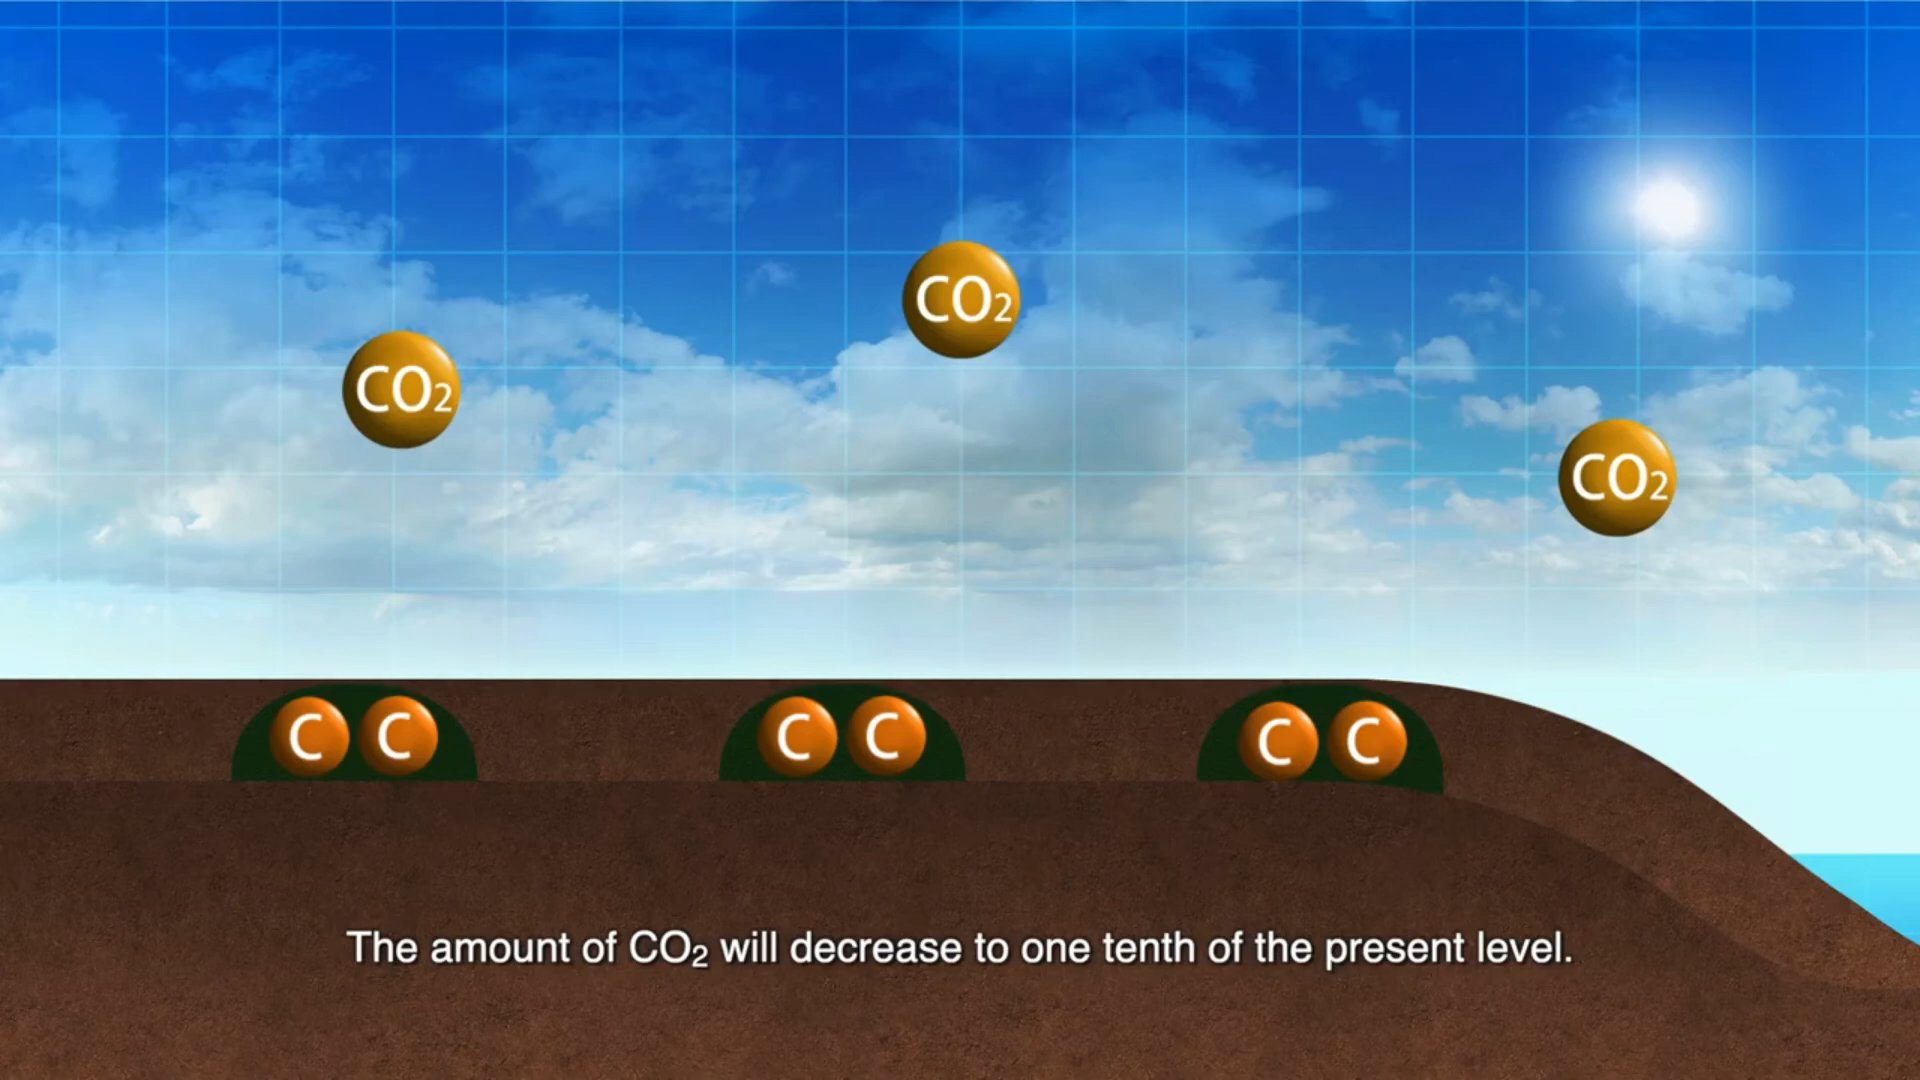 CO₂
CO₂
CO₂
C C C C C C
The amount of CO₂ will decrease to one tenth of the present level.